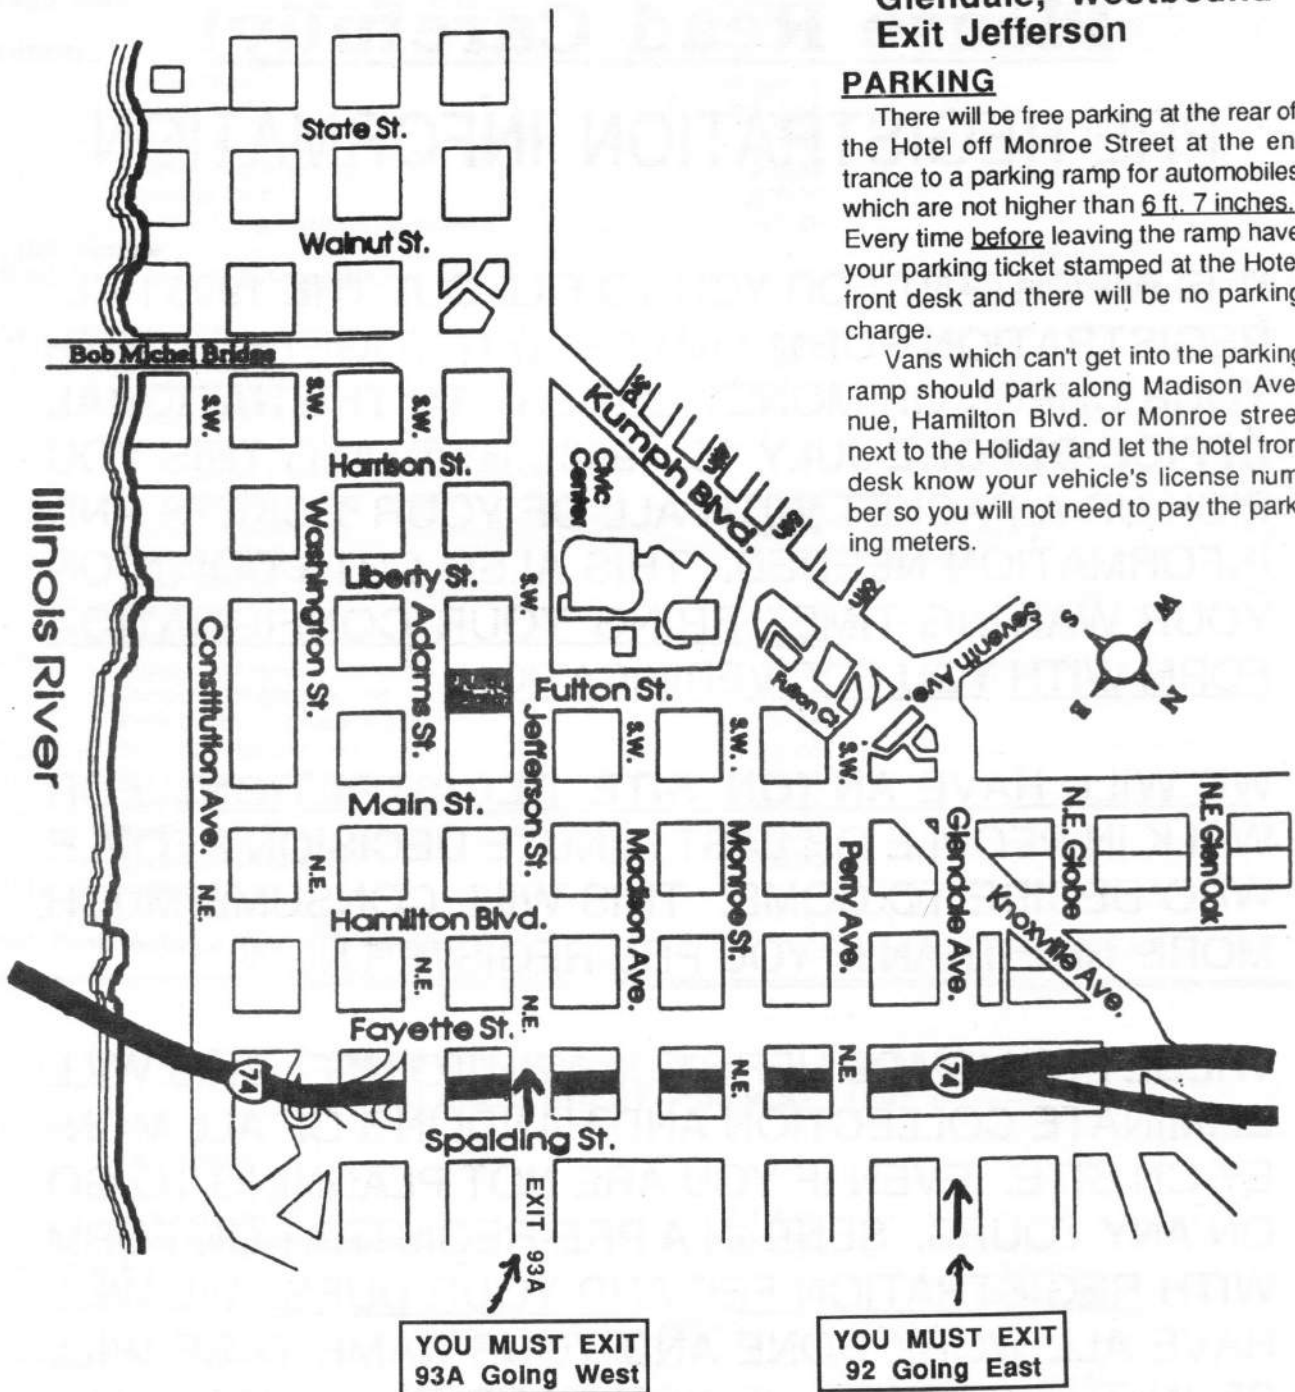 Glendale, Westbound
Exit Jefferson
PARKING
There will be free parking at the rear of
the Hotel off Monroe Street at the en-
trance to a parking ramp for automobiles
which are not higher than 6 ft. 7 inches.
Every time before leaving the ramp have
your parking ticket stamped at the Hotel
front desk and there will be no parking
charge.
Vans which can't get into the parking
ramp should park along Madison Ave-
nue, Hamilton Blvd. or Monroe street
next to the Holiday and let the hotel front
desk know your vehicle's license num-
ber so you will not need to pay the park-
ing meters.
State St.
Walnut St.
Bob Michel Bridge
S.W.
S.W.
S.W.
Harrison St.
Kumph Blvd.
3rd
4th
5th
6th
Civic
Center
Illinois River
Washington St.
Liberty St.
Adams St.
S.W.
Constitution Ave.
Fulton St.
Fulton Ct.
Seventh Ave.
S
W
N
E
Jefferson St.
S.W.
S.W.
S.W.
Main St.
Madison Ave.
Monroe St.
Perry Ave.
Glendale Ave.
N.E. Globe
N.E. Glen Oak
Knoxville Ave.
N.E.
N.E.
Hamilton Blvd.
N.E.
N.E.
Fayette St.
N.E.
N.E.
74
74
Spalding St.
EXIT 93A
YOU MUST EXIT
93A Going West
YOU MUST EXIT
92 Going East